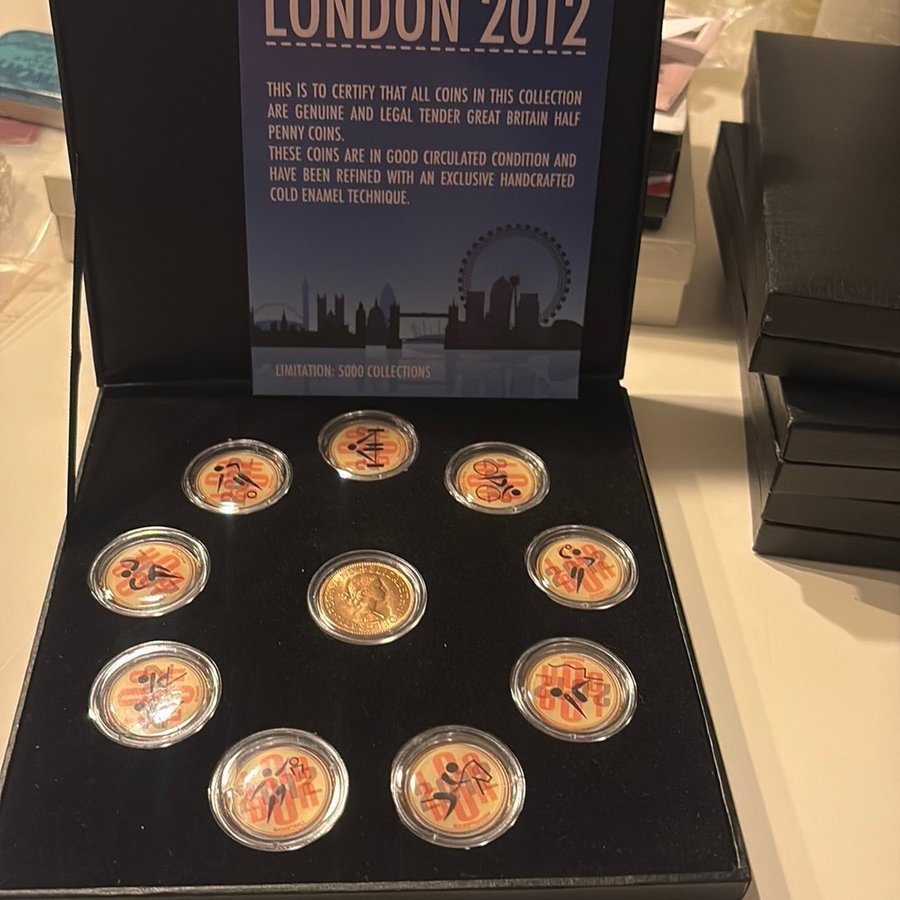 LONDON 2012
THIS IS TO CERTIFY THAT ALL COINS IN THIS COLLECTION
ARE GENUINE AND LEGAL TENDER GREAT BRITAIN HALF
PENNY COINS.
THESE COINS ARE IN GOOD CIRCULATED CONDITION AND
HAVE BEEN REFINED WITH AN EXCLUSIVE HANDCRAFTED
COLD ENAMEL TECHNIQUE.
LIMITATION: 5000 COLLECTIONS